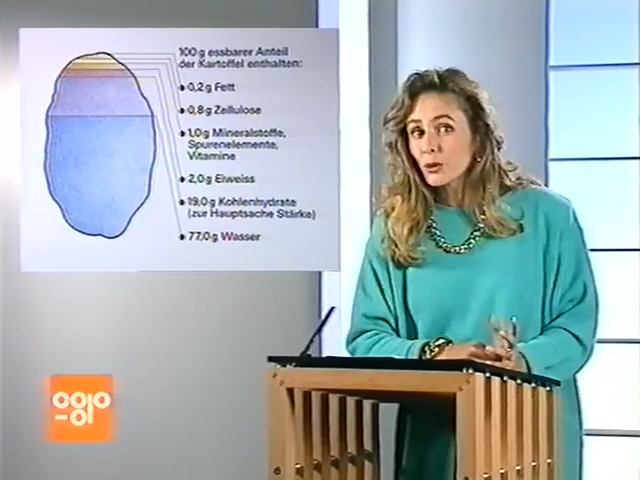 100 g essbarer Anteil
der Kartoffel enthalten:
0,2 g Fett
0,8 g Zellulose
1,0 g Mineralstoffe,
Spurenelemente,
Vitamine
2,0 g Eiweiss
19,0 g Kohlenhydrate
(zur Hauptsache Stärke)
77,0 g Wasser